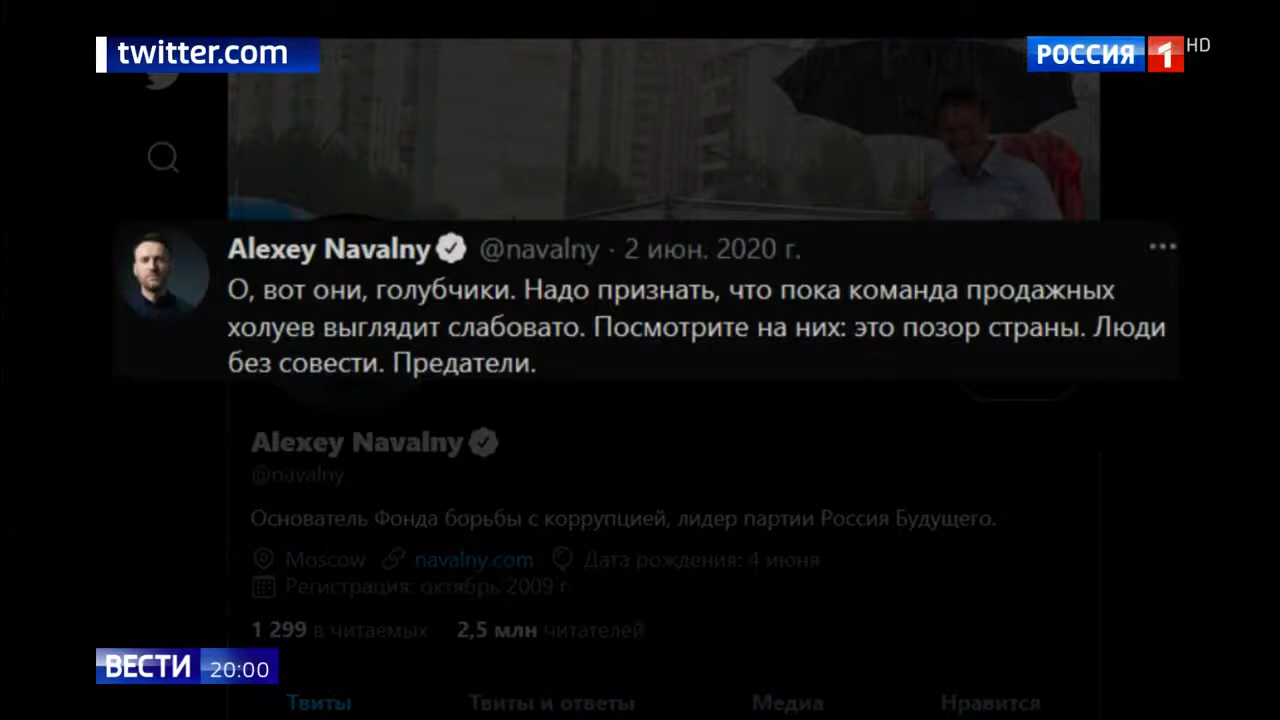 twitter.com
РОССИЯ 1 HD
Alexey Navalny @navalny · 2 июн. 2020 г.
О, вот они, голубчики. Надо признать, что пока команда продажных
холуев выглядит слабовато. Посмотрите на них: это позор страны. Люди
без совести. Предатели.
Alexey Navalny
@navalny
Основатель Фонда борьбы с коррупцией, лидер партии Россия Будущего.
Moscow navalny.com Дата рождения: 4 июня
Регистрация: октябрь 2009 г.
1 299 в читаемых 2,5 млн читателей
ВЕСТИ 20:00
Твиты Твиты и ответы Медиа Нравится